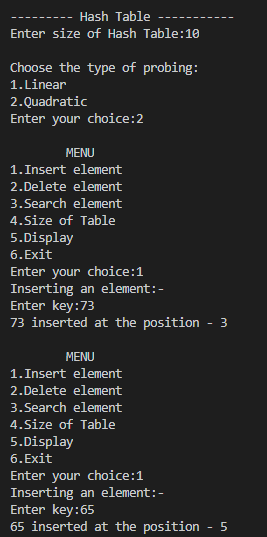 --------- Hash Table -----------
Enter size of Hash Table:10
Choose the type of probing:
1.Linear
2.Quadratic
Enter your choice:2
MENU
1.Insert element
2.Delete element
3.Search element
4.Size of Table
5.Display
6.Exit
Enter your choice:1
Inserting an element:-
Enter key:73
73 inserted at the position - 3
MENU
1.Insert element
2.Delete element
3.Search element
4.Size of Table
5.Display
6.Exit
Enter your choice:1
Inserting an element:-
Enter key:65
65 inserted at the position - 5